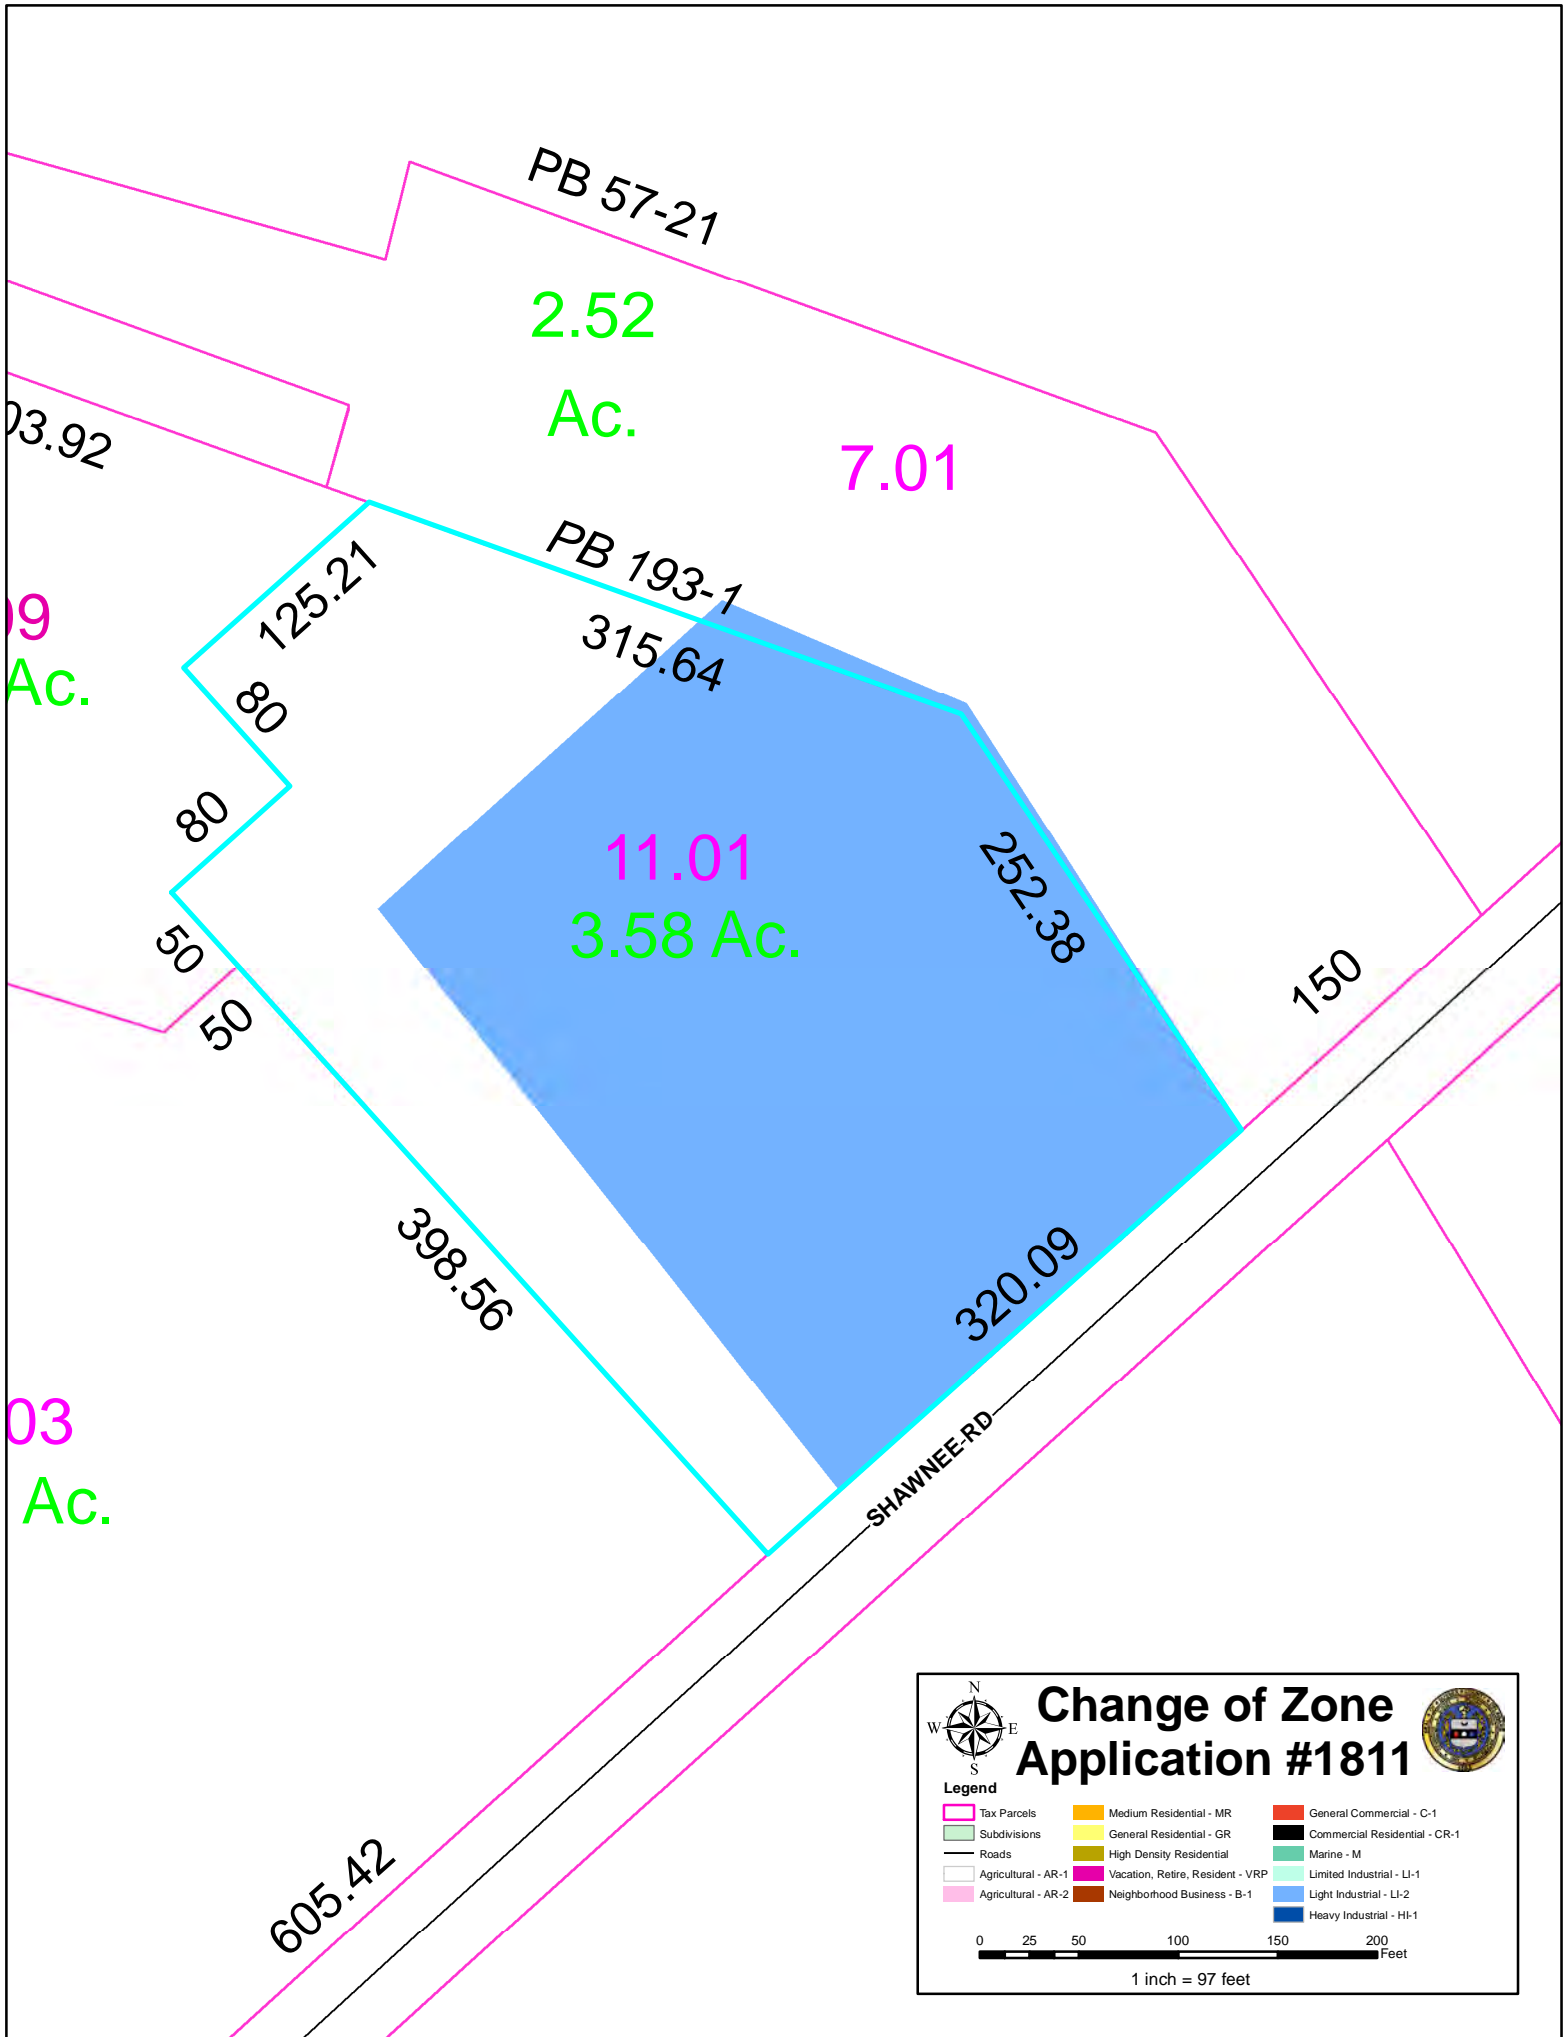 PB 57-21
2.52
Ac.
7.01
03.92
PB 193-1
125.21
315.64
99
Ac.
80
80
11.01
3.58 Ac.
252.38
50
50
150
398.56
320.09
03
Ac.
SHAWNEE RD
605.42
N
W E
S
Change of Zone
Application #1811
Legend
Tax Parcels
Subdivisions
Roads
Agricultural - AR-1
Agricultural - AR-2
Medium Residential - MR
General Residential - GR
High Density Residential
Vacation, Retire, Resident - VRP
Neighborhood Business - B-1
General Commercial - C-1
Commercial Residential - CR-1
Marine - M
Limited Industrial - LI-1
Light Industrial - LI-2
Heavy Industrial - HI-1
0 25 50 100 150 200
Feet
1 inch = 97 feet